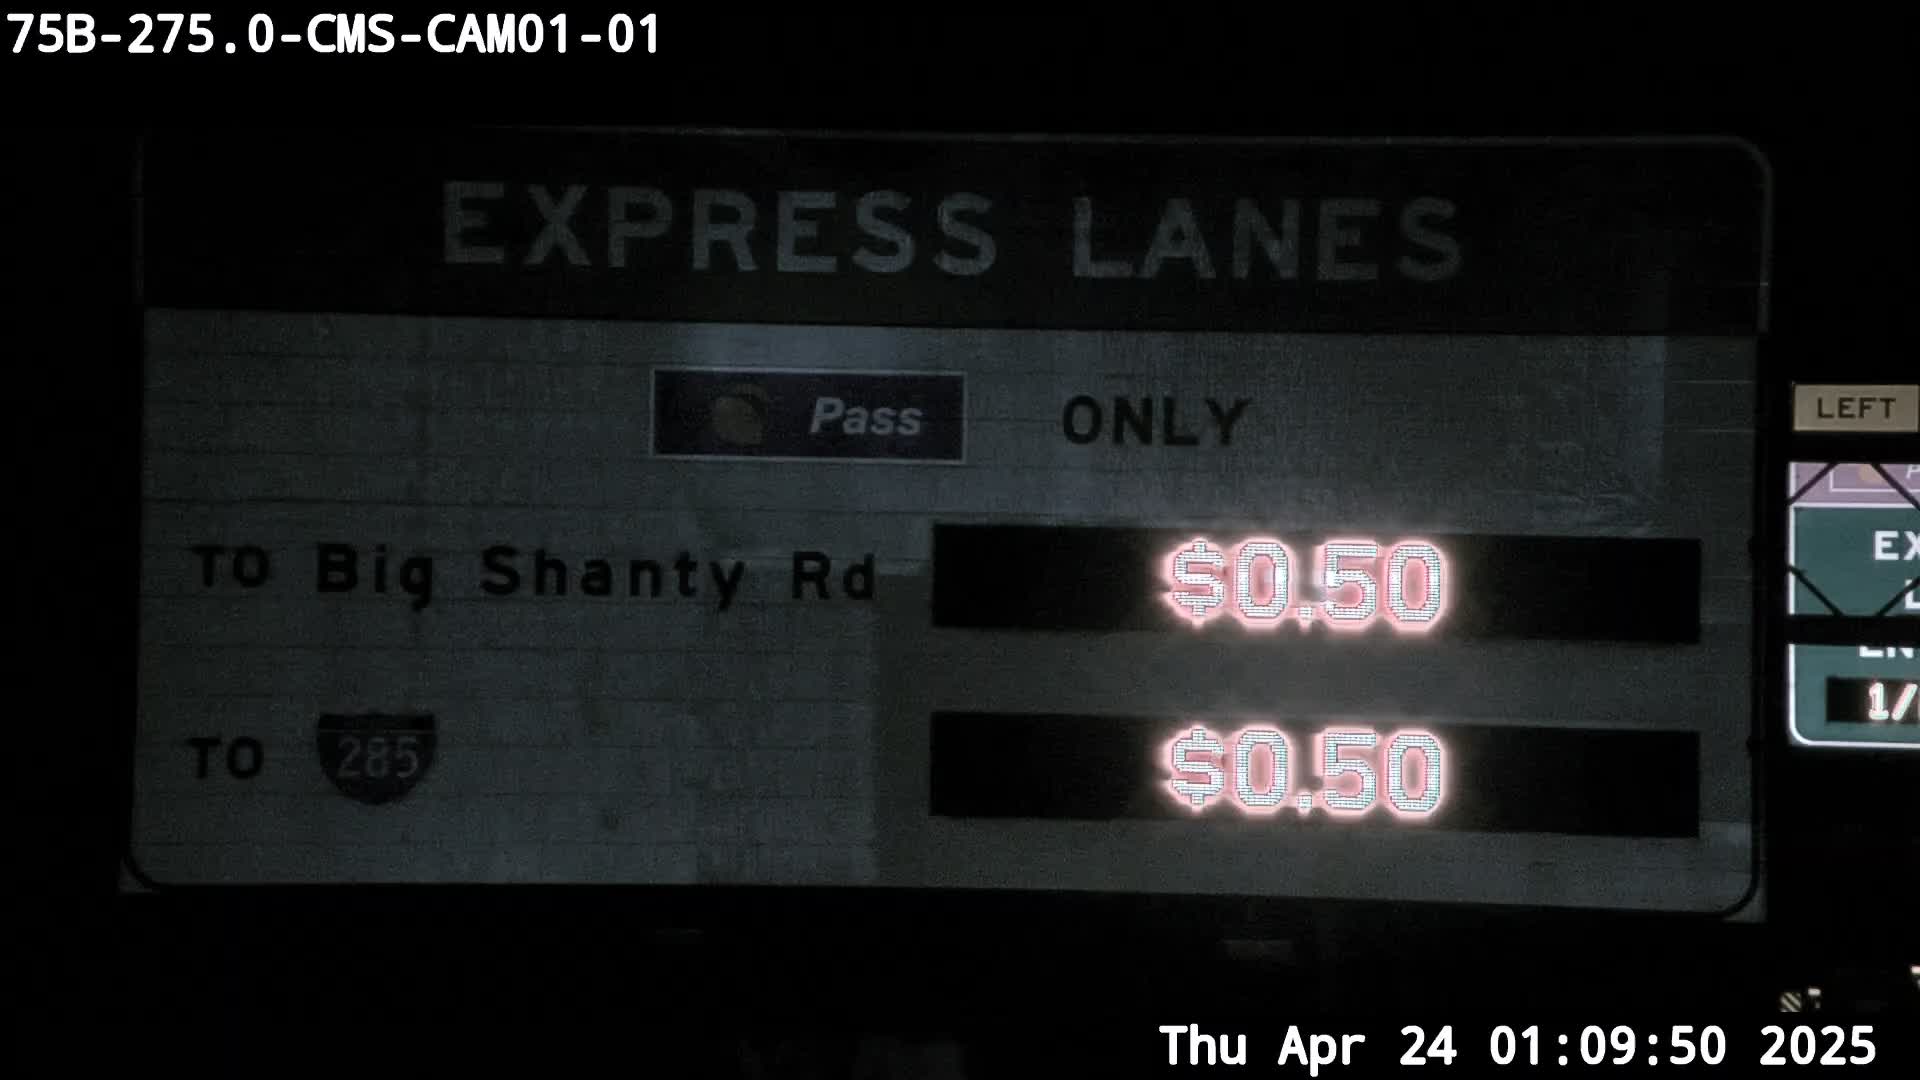 75B-275.0-CMS-CAM01-01
EXPRESS LANES
Pass ONLY
TO Big Shanty Rd $0.50
TO 285 $0.50
LEFT
Thu Apr 24 01:09:50 2025